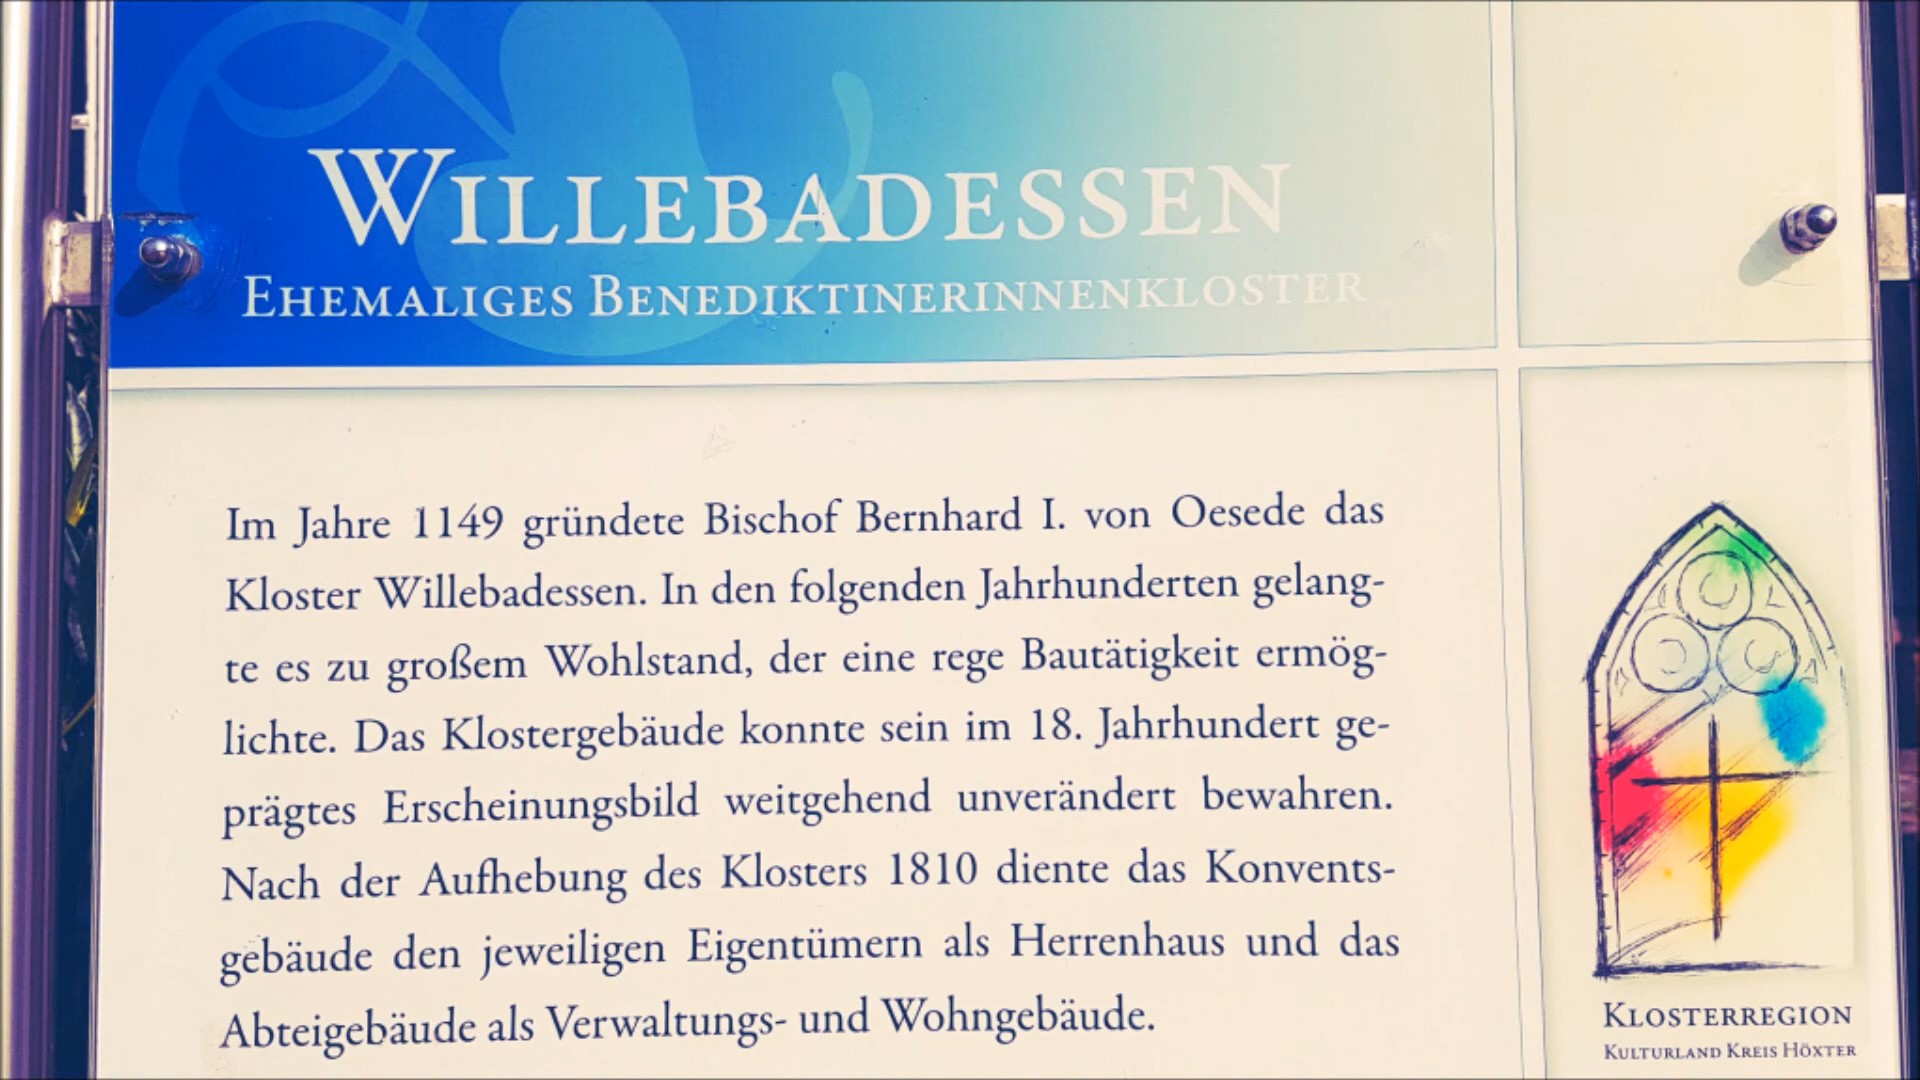 WILLEBADESSEN
EHEMALIGES BENEDIKTINERINNENKLOSTER
Im Jahre 1149 gründete Bischof Bernhard I. von Oesede das
Kloster Willebadessen. In den folgenden Jahrhunderten gelang-
te es zu großem Wohlstand, der eine rege Bautätigkeit ermög-
lichte. Das Klostergebäude konnte sein im 18. Jahrhundert ge-
prägtes Erscheinungsbild weitgehend unverändert bewahren.
Nach der Aufhebung des Klosters 1810 diente das Konvents-
gebäude den jeweiligen Eigentümern als Herrenhaus und das
Abteigebäude als Verwaltungs- und Wohngebäude.
KLOSTERREGION
KULTURLAND KREIS HÖXTER